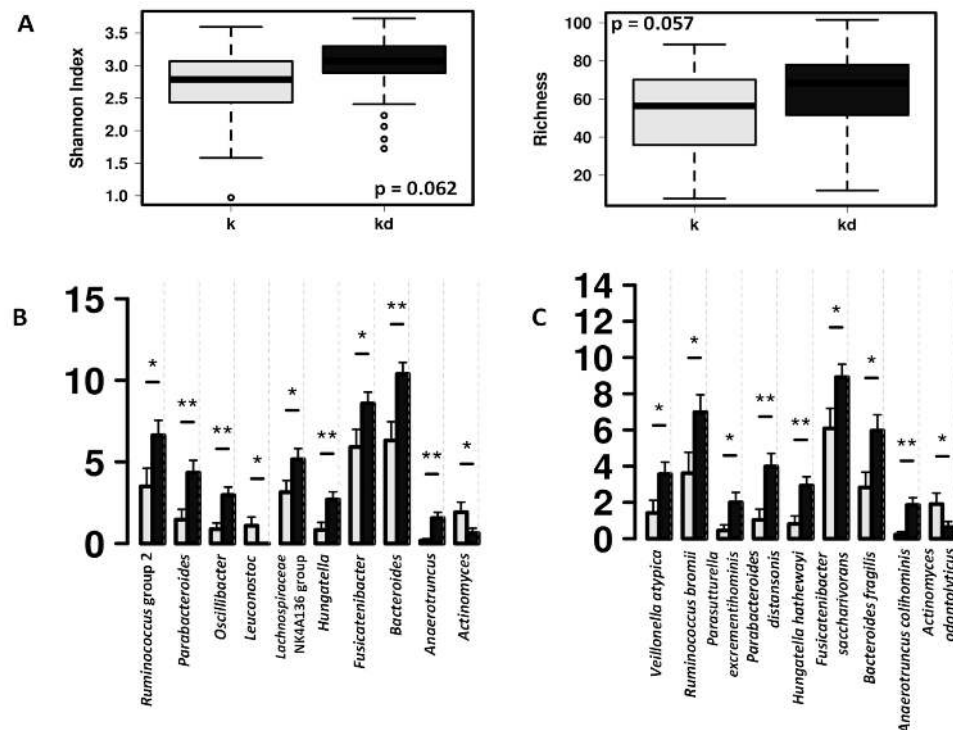 A
Shannon Index
3.5
3.0
2.5
2.0
1.5
1.0
p = 0.062
k
kd
Richness
100
80
60
40
20
p = 0.057
k
kd
B
15
10
5
0
*
**
**
*
*
**
*
**
**
*
Ruminococcus group 2
Parabacteroides
Oscillibacter
Leuconostoc
Lachnospiraceae
NK4A136 group
Hungatella
Fusicatenibacter
Bacteroides
Anaerotruncus
Actinomyces
C
14
12
10
8
6
4
2
0
*
*
*
**
**
*
*
**
*
Veillonella atypica
Ruminococcus bromii
Parasutturella
excrementihominis
Parabacteroides
distansonis
Hungatella hathewayi
Fusicatenibacter
saccharivorans
Bacteroides fragilis
Anaerotruncus colihominis
Actinomyces
odontolyticus